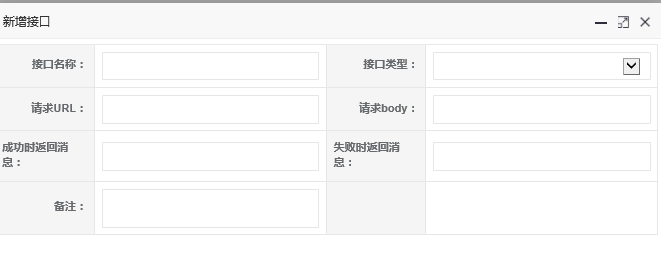 新增接口
接口名称：
接口类型：
请求URL：
请求body：
成功时返回消
息：
失败时返回消
息：
备注：